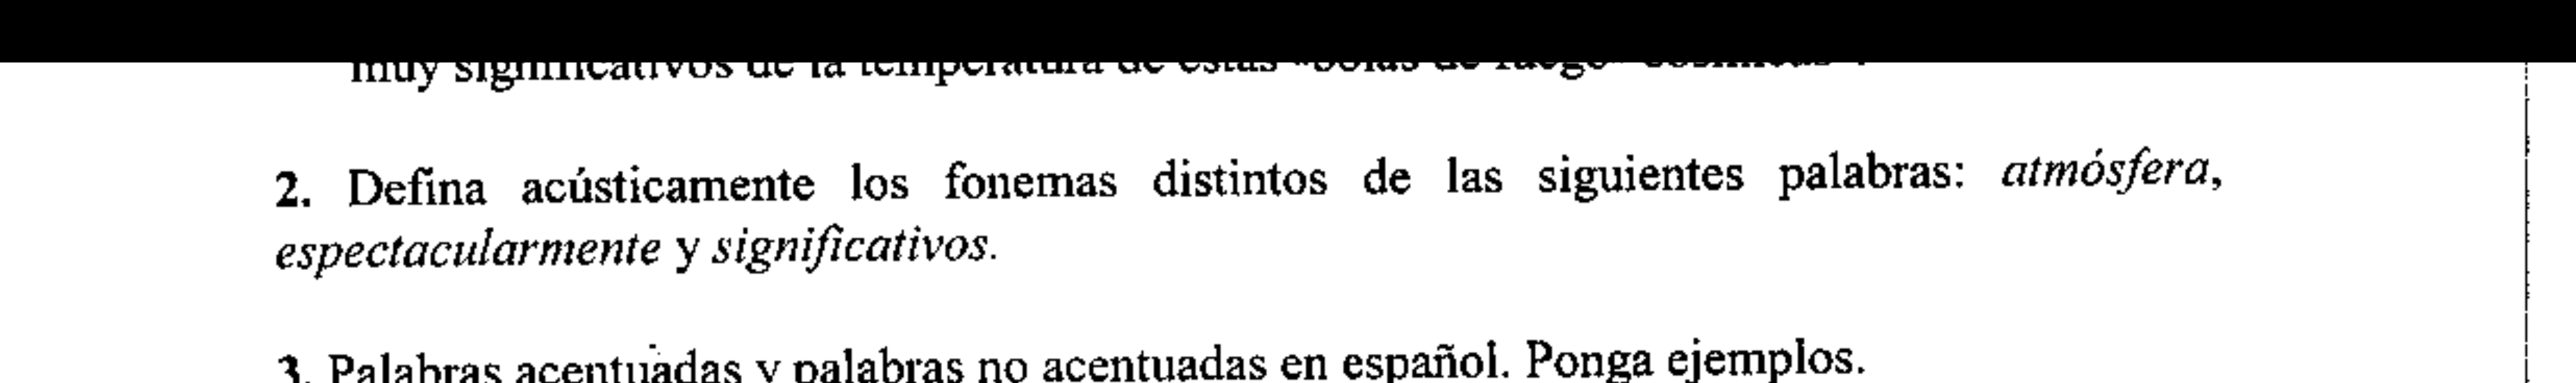 muy significativos de la temperatura de estas «bolas de fuego»
2. Defina acústicamente los fonemas distintos de las siguientes palabras: atmósfera,
espectacularmente y significativos.
3. Palabras acentuadas y palabras no acentuadas en español. Ponga ejemplos.